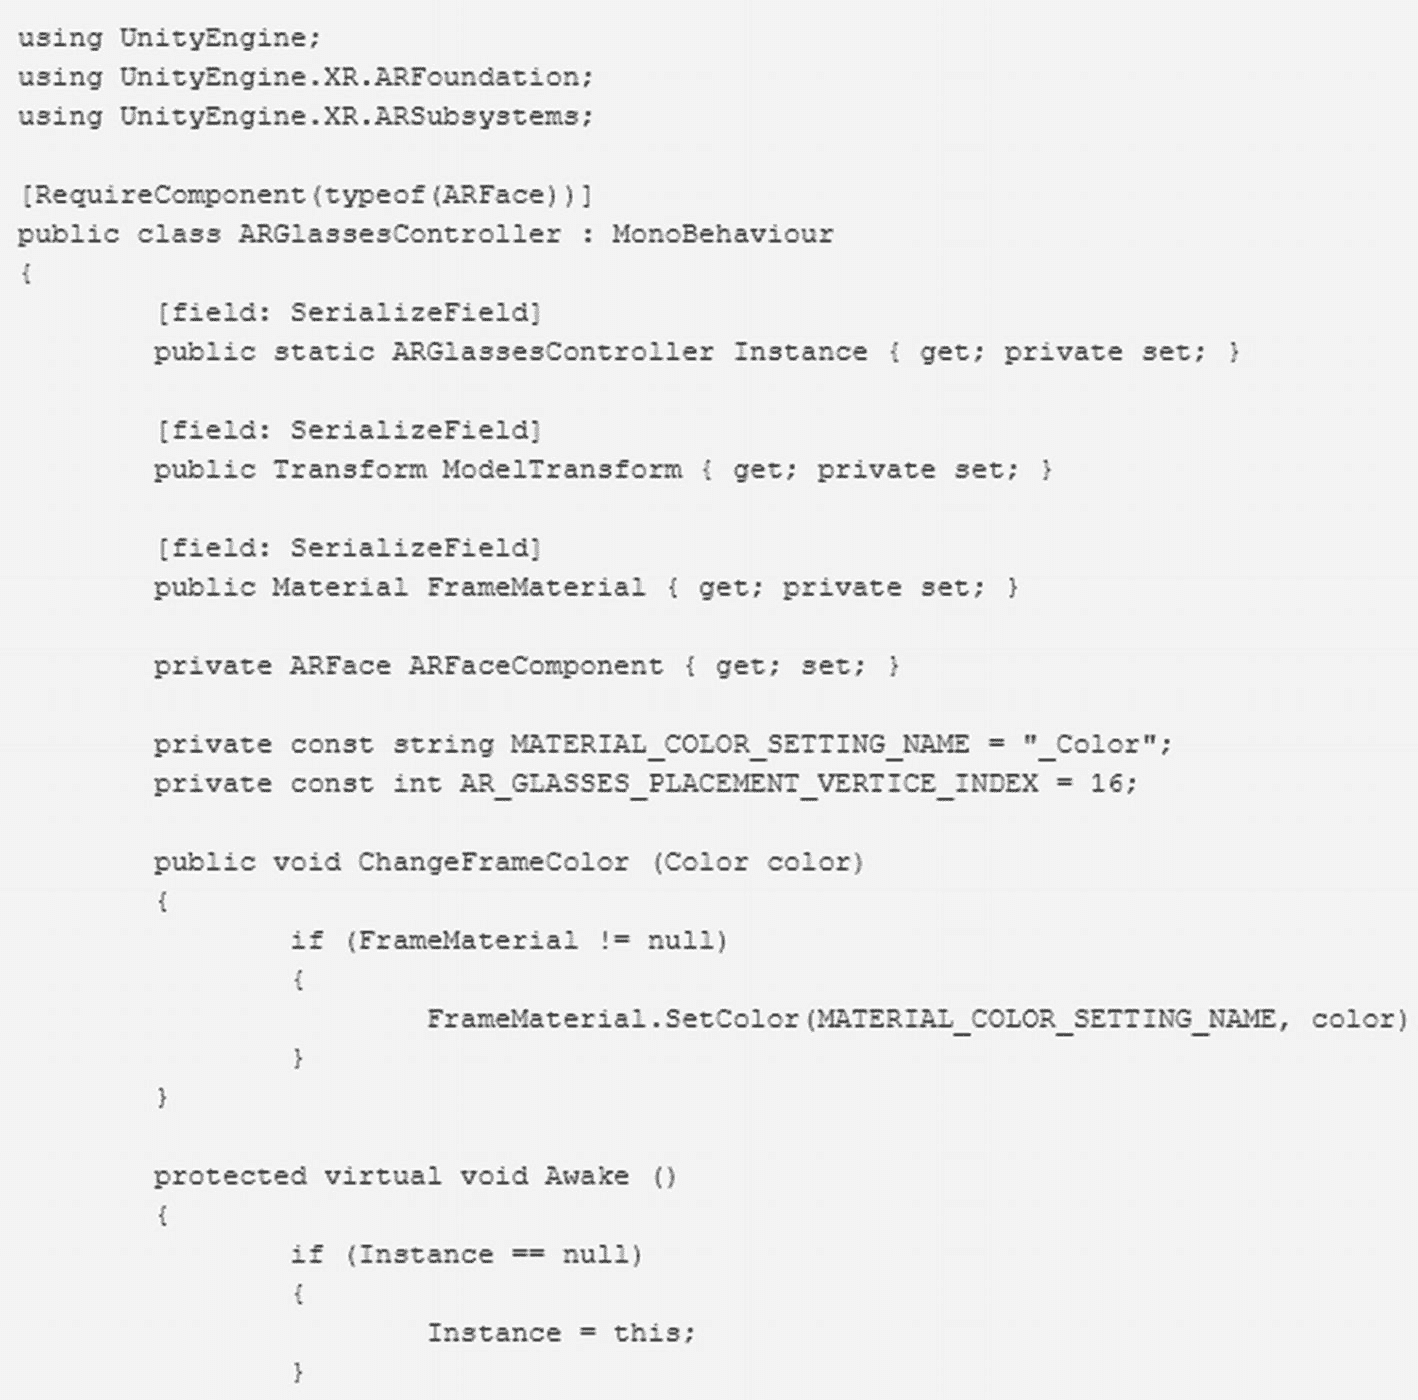 using UnityEngine;
using UnityEngine.XR.ARFoundation;
using UnityEngine.XR.ARSubsystems;

[RequireComponent(typeof(ARFace))]
public class ARGlassesController : MonoBehaviour
{
        [field: SerializeField]
        public static ARGlassesController Instance { get; private set; }

        [field: SerializeField]
        public Transform ModelTransform { get; private set; }

        [field: SerializeField]
        public Material FrameMaterial { get; private set; }

        private ARFace ARFaceComponent { get; set; }

        private const string MATERIAL_COLOR_SETTING_NAME = "_Color";
        private const int AR_GLASSES_PLACEMENT_VERTICE_INDEX = 16;

        public void ChangeFrameColor (Color color)
        {
                if (FrameMaterial != null)
                {
                        FrameMaterial.SetColor(MATERIAL_COLOR_SETTING_NAME, color)
                }
        }

        protected virtual void Awake ()
        {
                if (Instance == null)
                {
                        Instance = this;
                }